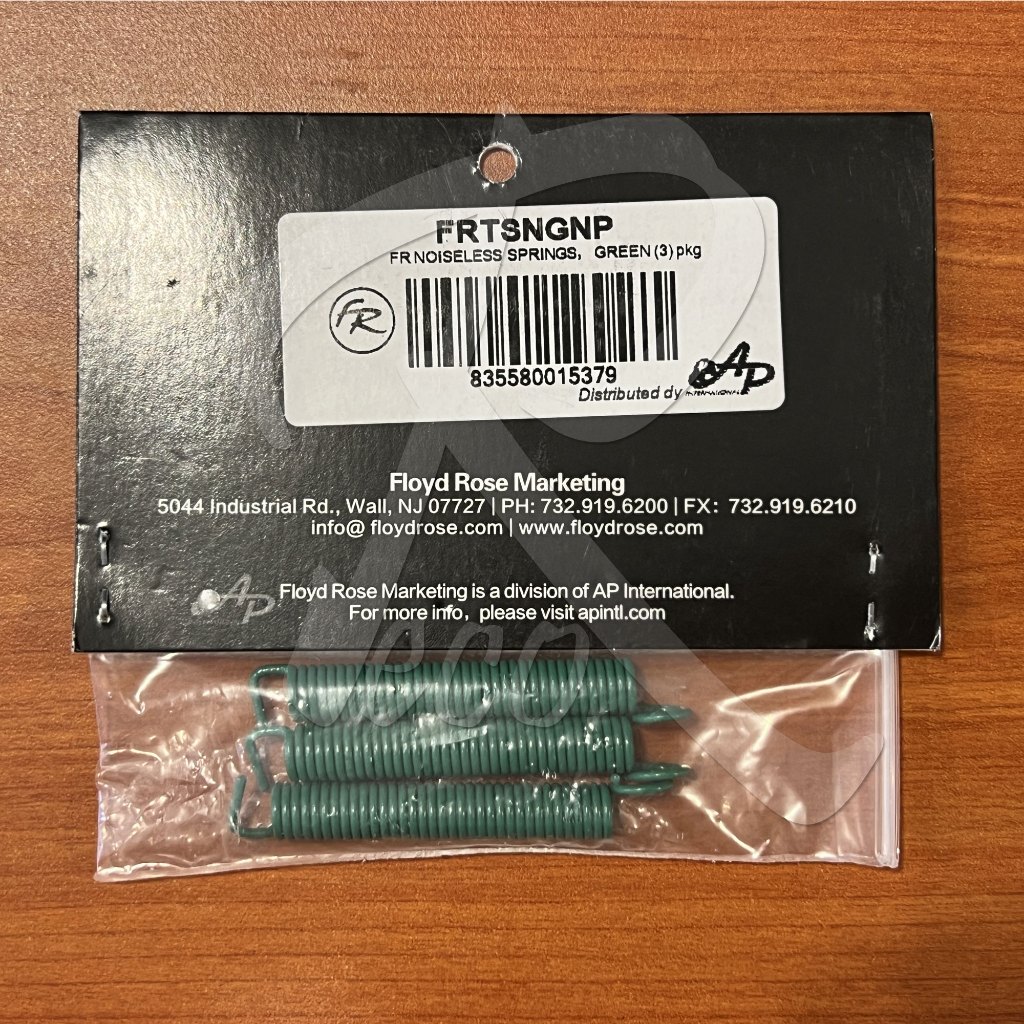 FRTSNGNP
FR NOISELESS SPRINGS, GREEN (3) pkg
FR
835580015379
Distributed dy
AP
INTERNATIONAL
Floyd Rose Marketing
5044 Industrial Rd., Wall, NJ 07727 | PH: 732.919.6200 | FX: 732.919.6210
info@ floydrose.com | www.floydrose.com
AP
Floyd Rose Marketing is a division of AP International.
For more info, please visit apintl.com